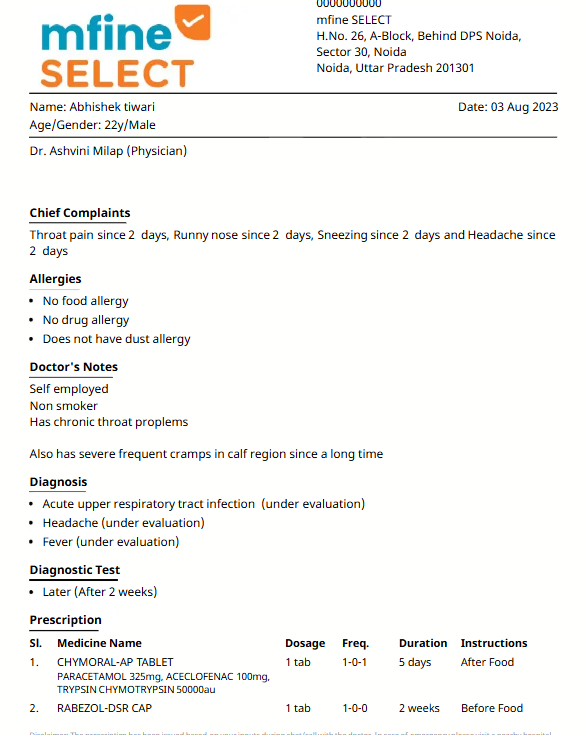 0000000000
mfine
SELECT
mfine SELECT
H.No. 26, A-Block, Behind DPS Noida,
Sector 30, Noida
Noida, Uttar Pradesh 201301
Name: Abhishek tiwari
Date: 03 Aug 2023
Age/Gender: 22y/Male
Dr. Ashvini Milap (Physician)
Chief Complaints
Throat pain since 2 days, Runny nose since 2 days, Sneezing since 2 days and Headache since
2 days
Allergies
• No food allergy
• No drug allergy
• Does not have dust allergy
Doctor's Notes
Self employed
Non smoker
Has chronic throat proplems
Also has severe frequent cramps in calf region since a long time
Diagnosis
• Acute upper respiratory tract infection (under evaluation)
• Headache (under evaluation)
• Fever (under evaluation)
Diagnostic Test
• Later (After 2 weeks)
Prescription
Sl. Medicine Name Dosage Freq. Duration Instructions
1. CHYMORAL-AP TABLET 1 tab 1-0-1 5 days After Food
PARACETAMOL 325mg, ACECLOFENAC 100mg,
TRYPSIN CHYMOTRYPSIN 50000au
2. RABEZOL-DSR CAP 1 tab 1-0-0 2 weeks Before Food